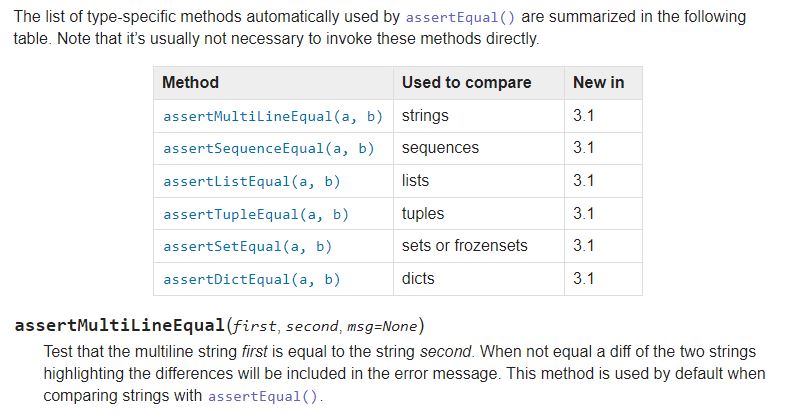 The list of type-specific methods automatically used by assertEqual() are summarized in the following
table. Note that it’s usually not necessary to invoke these methods directly.
Method Used to compare New in
assertMultiLineEqual(a, b) strings 3.1
assertSequenceEqual(a, b) sequences 3.1
assertListEqual(a, b) lists 3.1
assertTupleEqual(a, b) tuples 3.1
assertSetEqual(a, b) sets or frozensets 3.1
assertDictEqual(a, b) dicts 3.1
assertMultiLineEqual(first, second, msg=None)
Test that the multiline string first is equal to the string second. When not equal a diff of the two strings
highlighting the differences will be included in the error message. This method is used by default when
comparing strings with assertEqual().